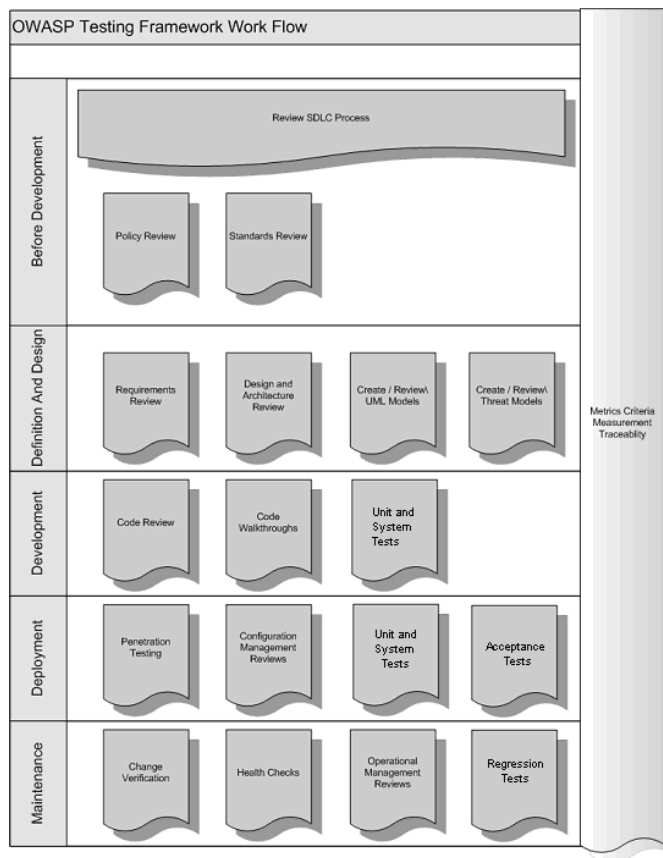 OWASP Testing Framework Work Flow
Before Development
Review SDLC Process
Policy Review
Standards Review
Definition And Design
Requirements
Review
Design and
Architecture
Review
Create / Review\
UML Models
Create / Review\
Threat Models
Metrics Criteria
Measurement
Traceablity
Development
Code Review
Code
Walkthroughs
Unit and
System
Tests
Deployment
Penetration
Testing
Configuration
Management
Reviews
Unit and
System
Tests
Acceptance
Tests
Maintenance
Change
Verification
Health Checks
Operational
Management
Reviews
Regression
Tests